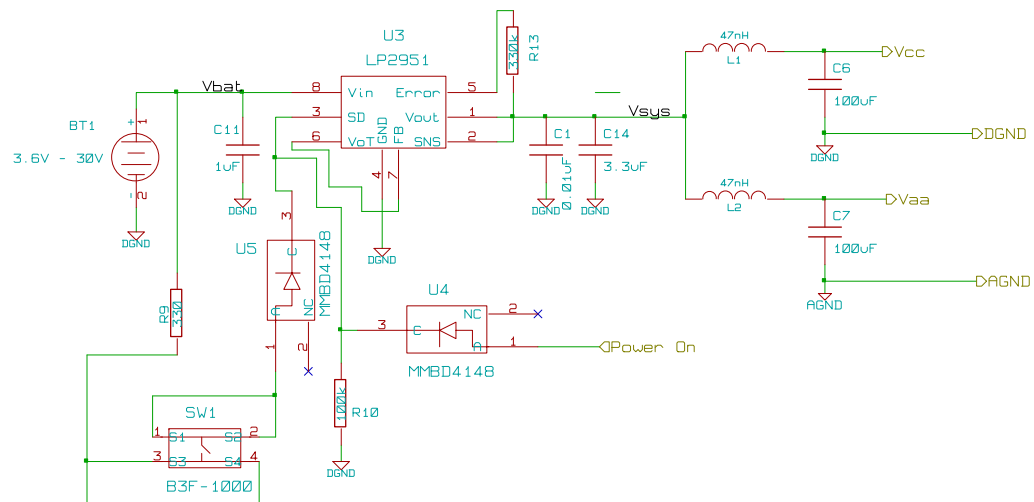 U3
LP2951
8 Vin Error 5
3 SD Vout 1
6 VoT SNS 2
GND FB
4 7
330k R13
Vbat
BT1
+ 1
3.6V - 30V
- 2
DGND
C11
1uF
DGND
DGND
Vsys
C1
0.01uF
DGND
C14
3.3uF
DGND
47nH
L1
Vcc
C6
100uF
DGND
DGND
47nH
L2
Vaa
C7
100uF
AGND
AGND
U5
MMBD4148
3 C
A NC
1 2
U4
NC 2
3 C
A 1
MMBD4148
Power On
R9 330
100k R10
DGND
SW1
1 S1 S2 2
3 S3 S4 4
B3F-1000